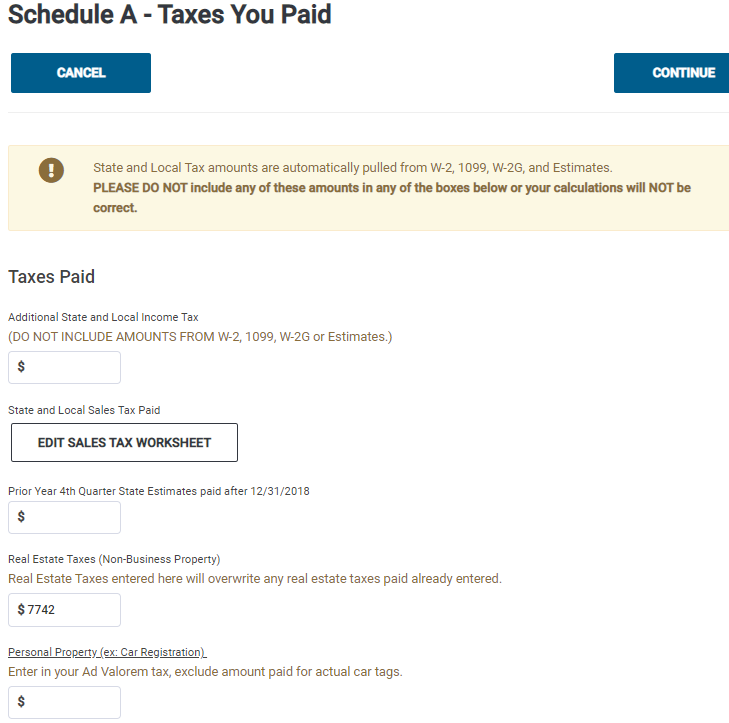 Schedule A - Taxes You Paid
CANCEL
CONTINUE
State and Local Tax amounts are automatically pulled from W-2, 1099, W-2G, and Estimates.
PLEASE DO NOT include any of these amounts in any of the boxes below or your calculations will NOT be
correct.
Taxes Paid
Additional State and Local Income Tax
(DO NOT INCLUDE AMOUNTS FROM W-2, 1099, W-2G or Estimates.)
$
State and Local Sales Tax Paid
EDIT SALES TAX WORKSHEET
Prior Year 4th Quarter State Estimates paid after 12/31/2018
$
Real Estate Taxes (Non-Business Property)
Real Estate Taxes entered here will overwrite any real estate taxes paid already entered.
$ 7742
Personal Property (ex: Car Registration)
Enter in your Ad Valorem tax, exclude amount paid for actual car tags.
$